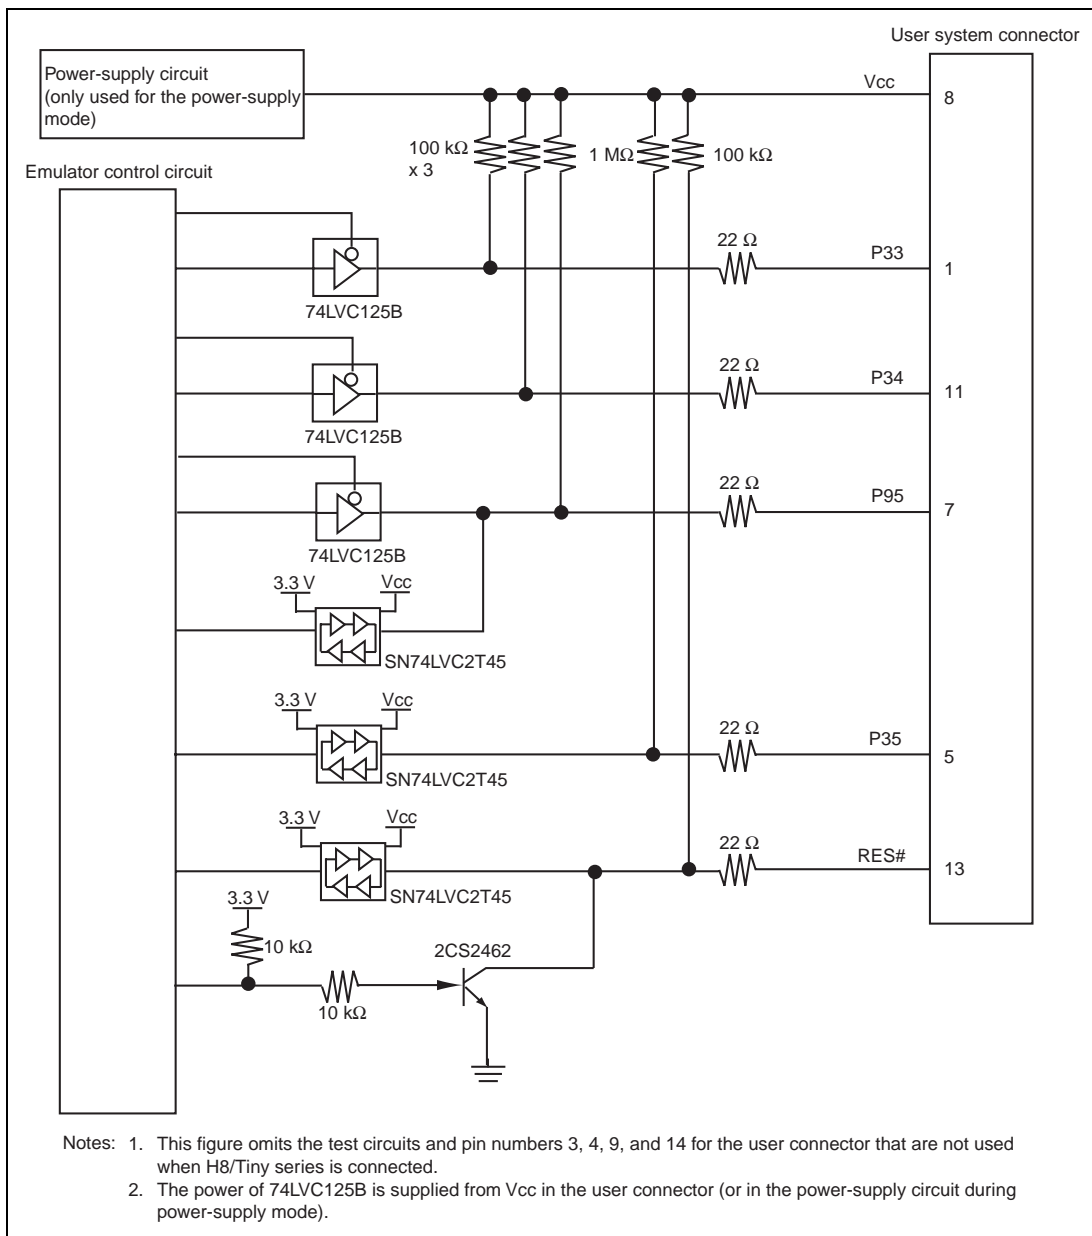 User system connector
Power-supply circuit
(only used for the power-supply
mode)
Vcc
8
100 kΩ
x 3
1 MΩ
100 kΩ
Emulator control circuit
22 Ω
P33
1
74LVC125B
22 Ω
P34
11
74LVC125B
22 Ω
P95
7
74LVC125B
3.3 V
Vcc
SN74LVC2T45
3.3 V
Vcc
22 Ω
P35
5
SN74LVC2T45
3.3 V
Vcc
22 Ω
RES#
13
SN74LVC2T45
3.3 V
10 kΩ
2CS2462
10 kΩ
Notes: 1. This figure omits the test circuits and pin numbers 3, 4, 9, and 14 for the user connector that are not used
when H8/Tiny series is connected.
2. The power of 74LVC125B is supplied from Vcc in the user connector (or in the power-supply circuit during
power-supply mode).